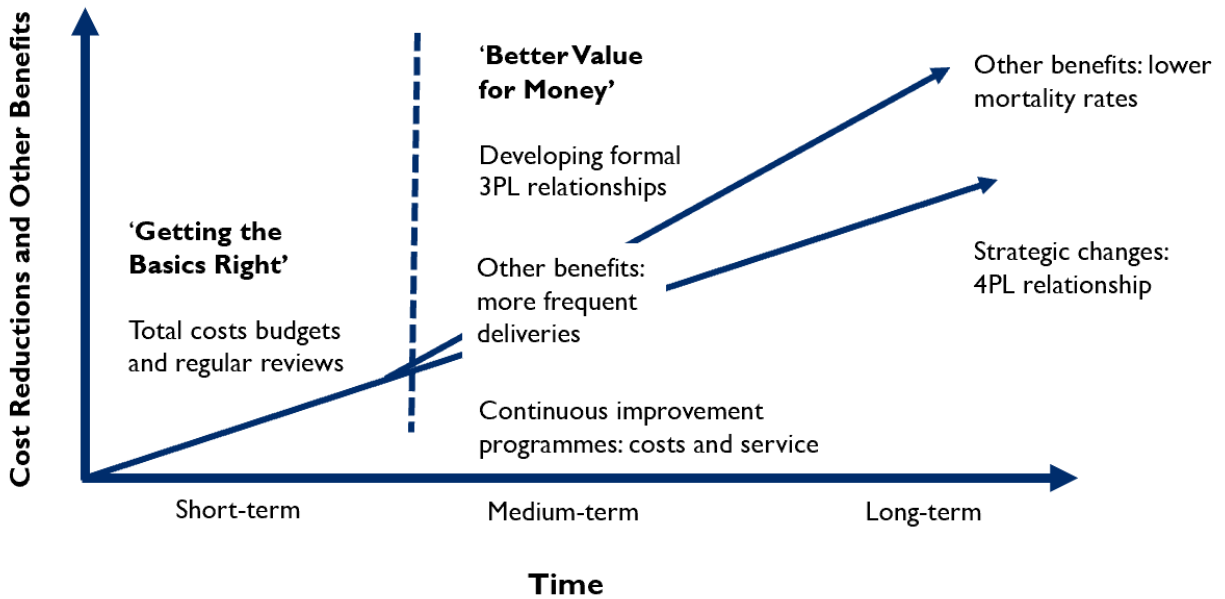 Cost Reductions and Other Benefits
‘Getting the
Basics Right’
Total costs budgets
and regular reviews
‘Better Value
for Money’
Developing formal
3PL relationships
Other benefits:
more frequent
deliveries
Continuous improvement
programmes: costs and service
Other benefits: lower
mortality rates
Strategic changes:
4PL relationship
Short-term
Medium-term
Long-term
Time